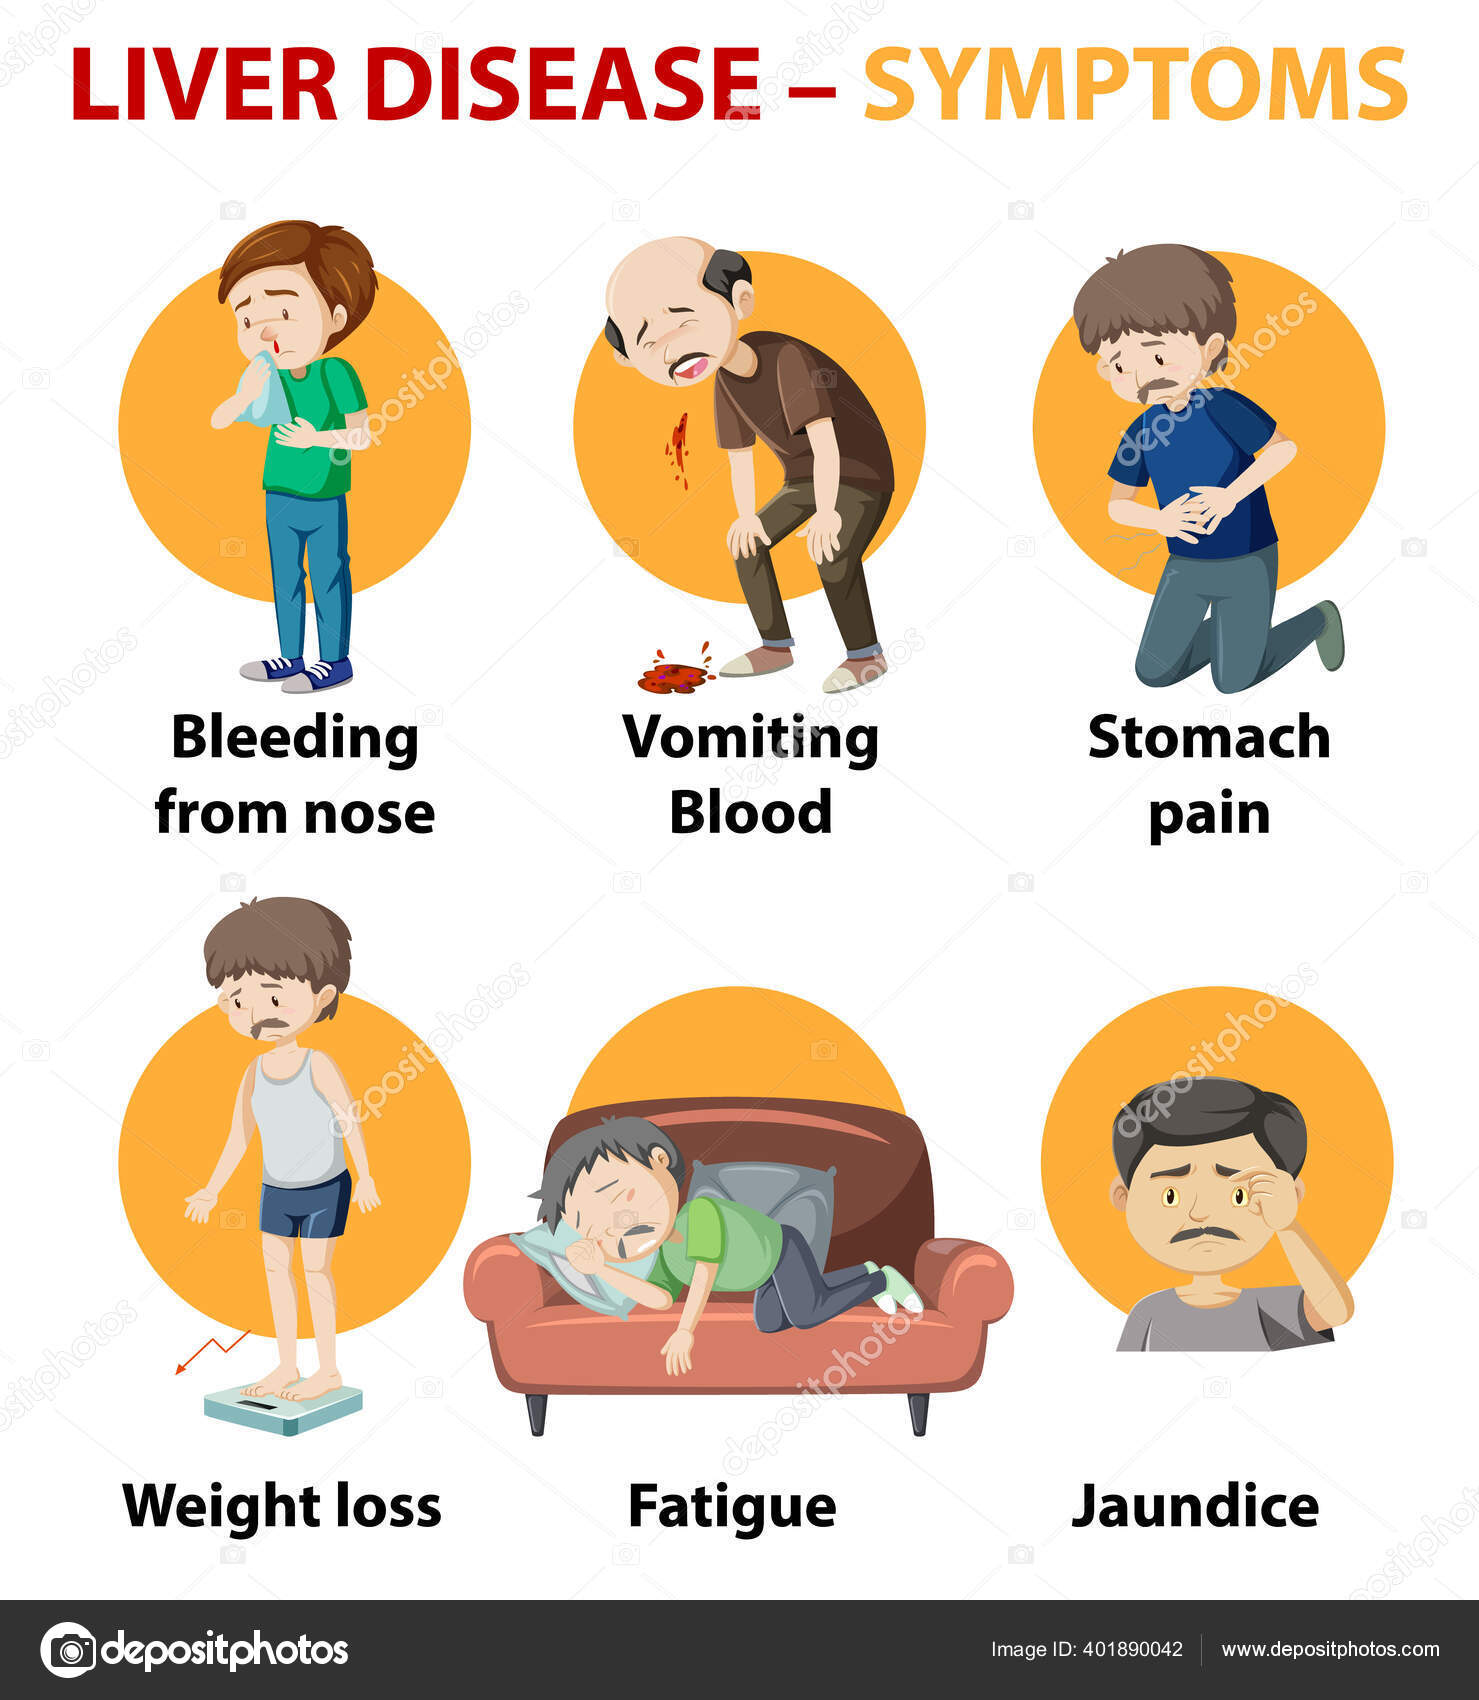 LIVER DISEASE – SYMPTOMS
Bleeding
from nose
Vomiting
Blood
Stomach
pain
Weight loss
Fatigue
Jaundice
depositphotos
Image ID: 401890042
www.depositphotos.com